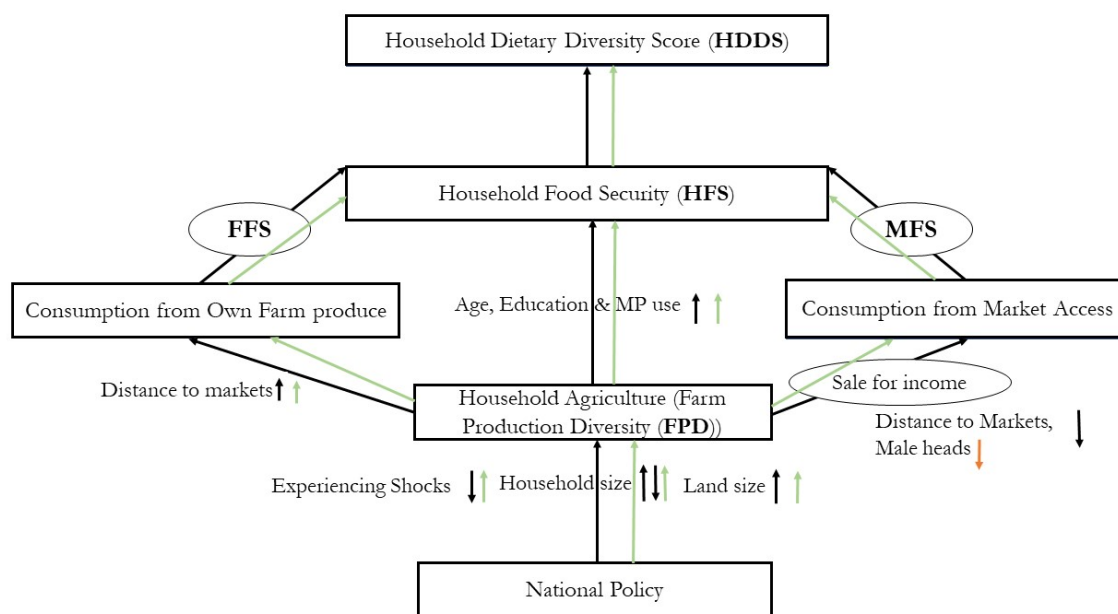 Household Dietary Diversity Score (HDDS)
Household Food Security (HFS)
FFS
MFS
Consumption from Own Farm produce
Age, Education & MP use
Consumption from Market Access
Distance to markets
Sale for income
Household Agriculture (Farm
Production Diversity (FPD))
Distance to Markets,
Male heads
Experiencing Shocks
Household size
Land size
National Policy